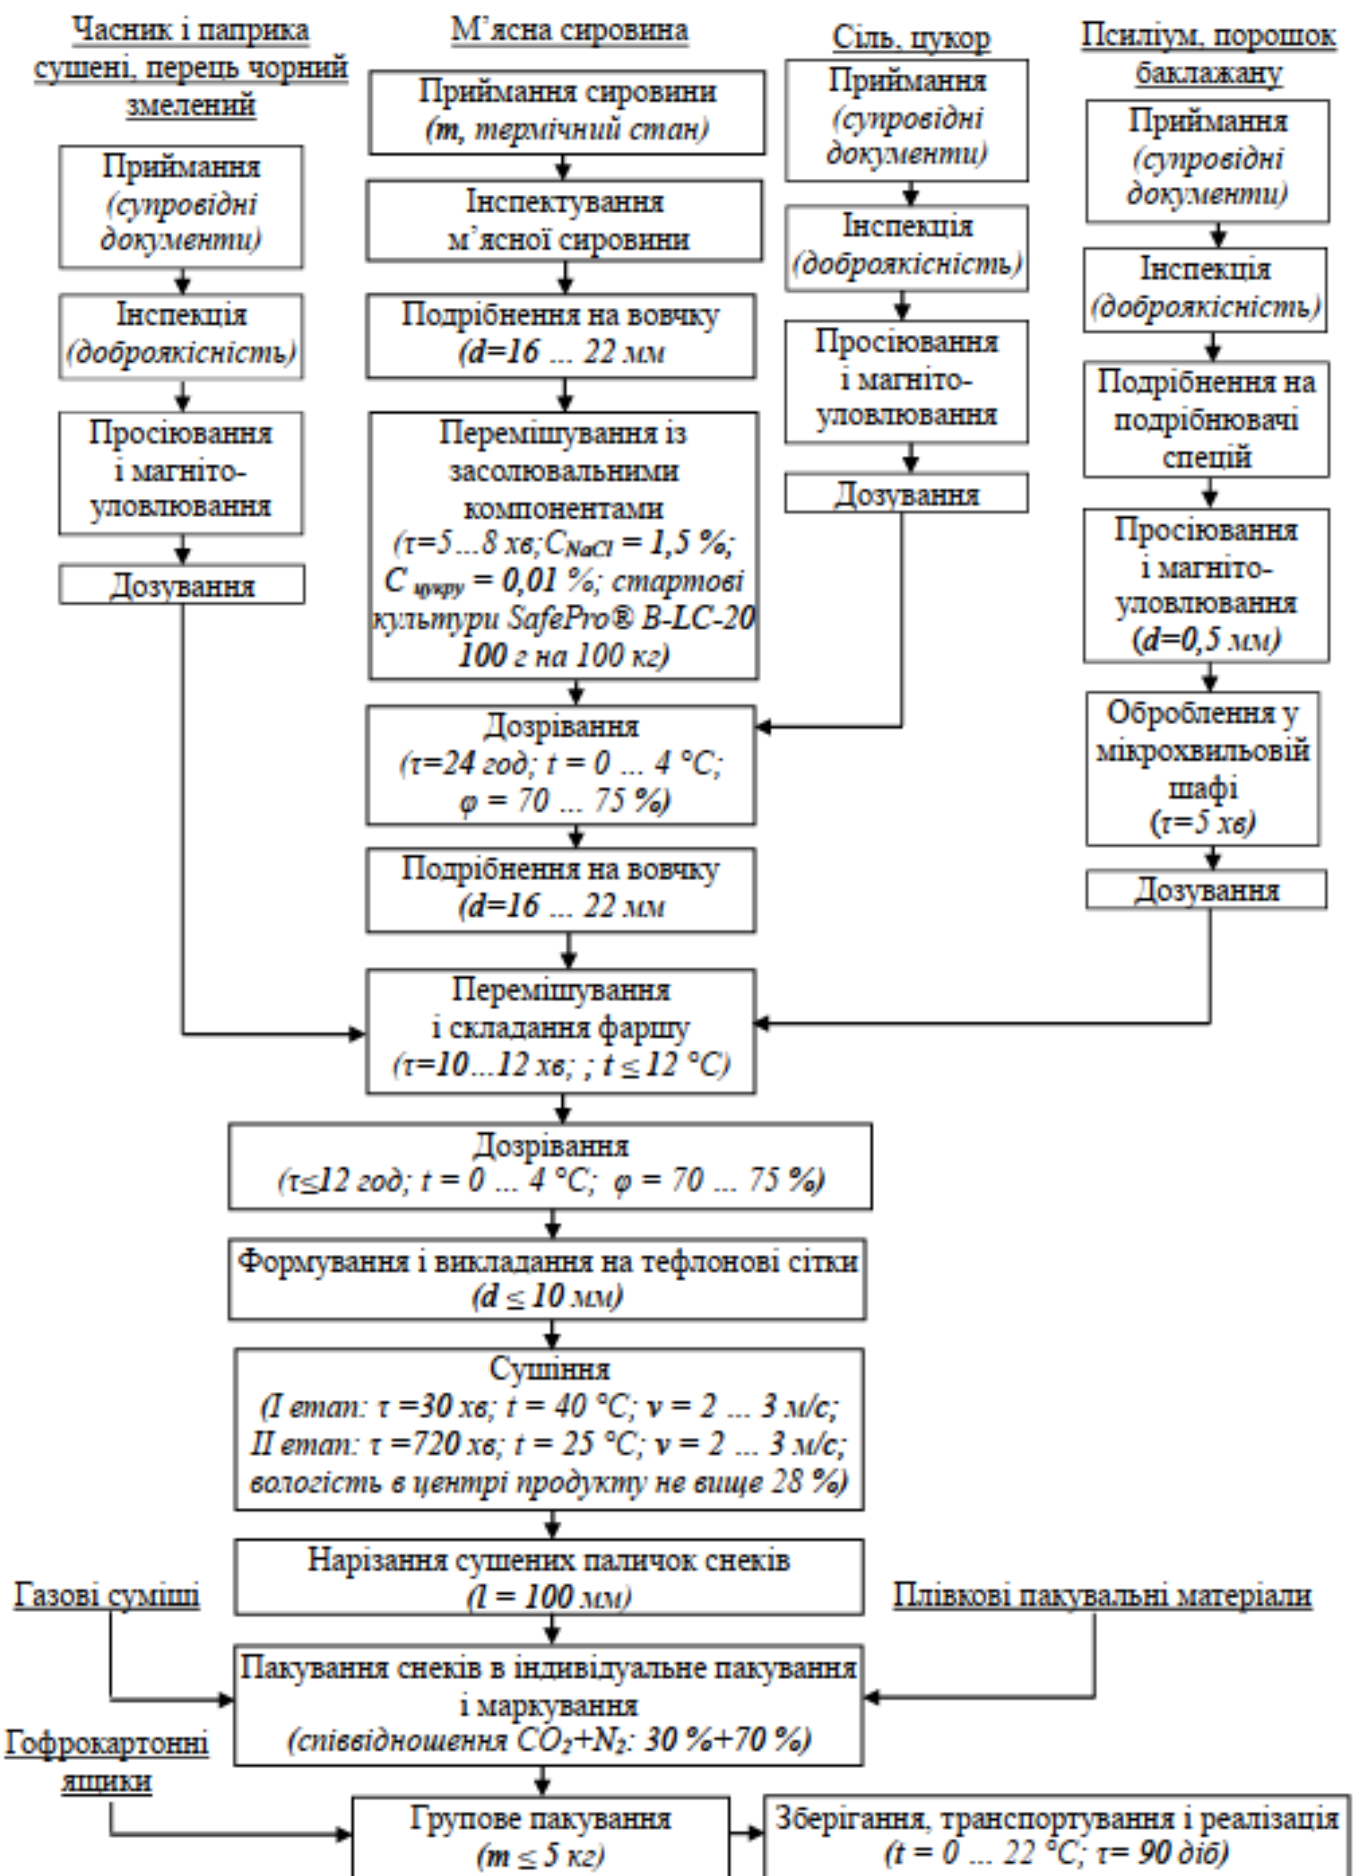 Часник і паприка
сушені, перець чорний
змелений
Приймання
(супровідні
документи)
Інспекція
(доброякісність)
Просіювання
і магніто-
уловлювання
Дозування
М’ясна сировина
Приймання сировини
(m, термічний стан)
Інспектування
м’ясної сировини
Подрібнення на вовчку
(d=16 ... 22 мм
Перемішування із
засолювальними
компонентами
(τ=5...8 хв; C_NaCl = 1,5 %;
C цукру = 0,01 %; стартові
культури SafePro® B-LC-20
100 г на 100 кг)
Дозрівання
(τ=24 год; t = 0 ... 4 °C;
φ = 70 ... 75 %)
Подрібнення на вовчку
(d=16 ... 22 мм
Сіль, цукор
Приймання
(супровідні
документи)
Інспекція
(доброякісність)
Просіювання
і магніто-
уловлювання
Дозування
Псиліум, порошок
баклажану
Приймання
(супровідні
документи)
Інспекція
(доброякісність)
Подрібнення на
подрібнювачі
спецій
Просіювання
і магніто-
уловлювання
(d=0,5 мм)
Оброблення у
мікрохвильовій
шафі
(τ=5 хв)
Дозування
Перемішування
і складання фаршу
(τ=10...12 хв; ; t ≤ 12 °C)
Дозрівання
(τ≤12 год; t = 0 ... 4 °C; φ = 70 ... 75 %)
Формування і викладання на тефлонові сітки
(d ≤ 10 мм)
Сушіння
(I етап: τ =30 хв; t = 40 °C; v = 2 ... 3 м/с;
II етап: τ =720 хв; t = 25 °C; v = 2 ... 3 м/с;
вологість в центрі продукту не вище 28 %)
Нарізання сушених паличок снеків
(l = 100 мм)
Газові суміші
Плівкові пакувальні матеріали
Пакування снеків в індивідуальне пакування
і маркування
(співвідношення CO₂+N₂: 30 %+70 %)
Гофрокартонні
ящики
Групове пакування
(m ≤ 5 кг)
Зберігання, транспортування і реалізація
(t = 0 ... 22 °C; τ= 90 діб)